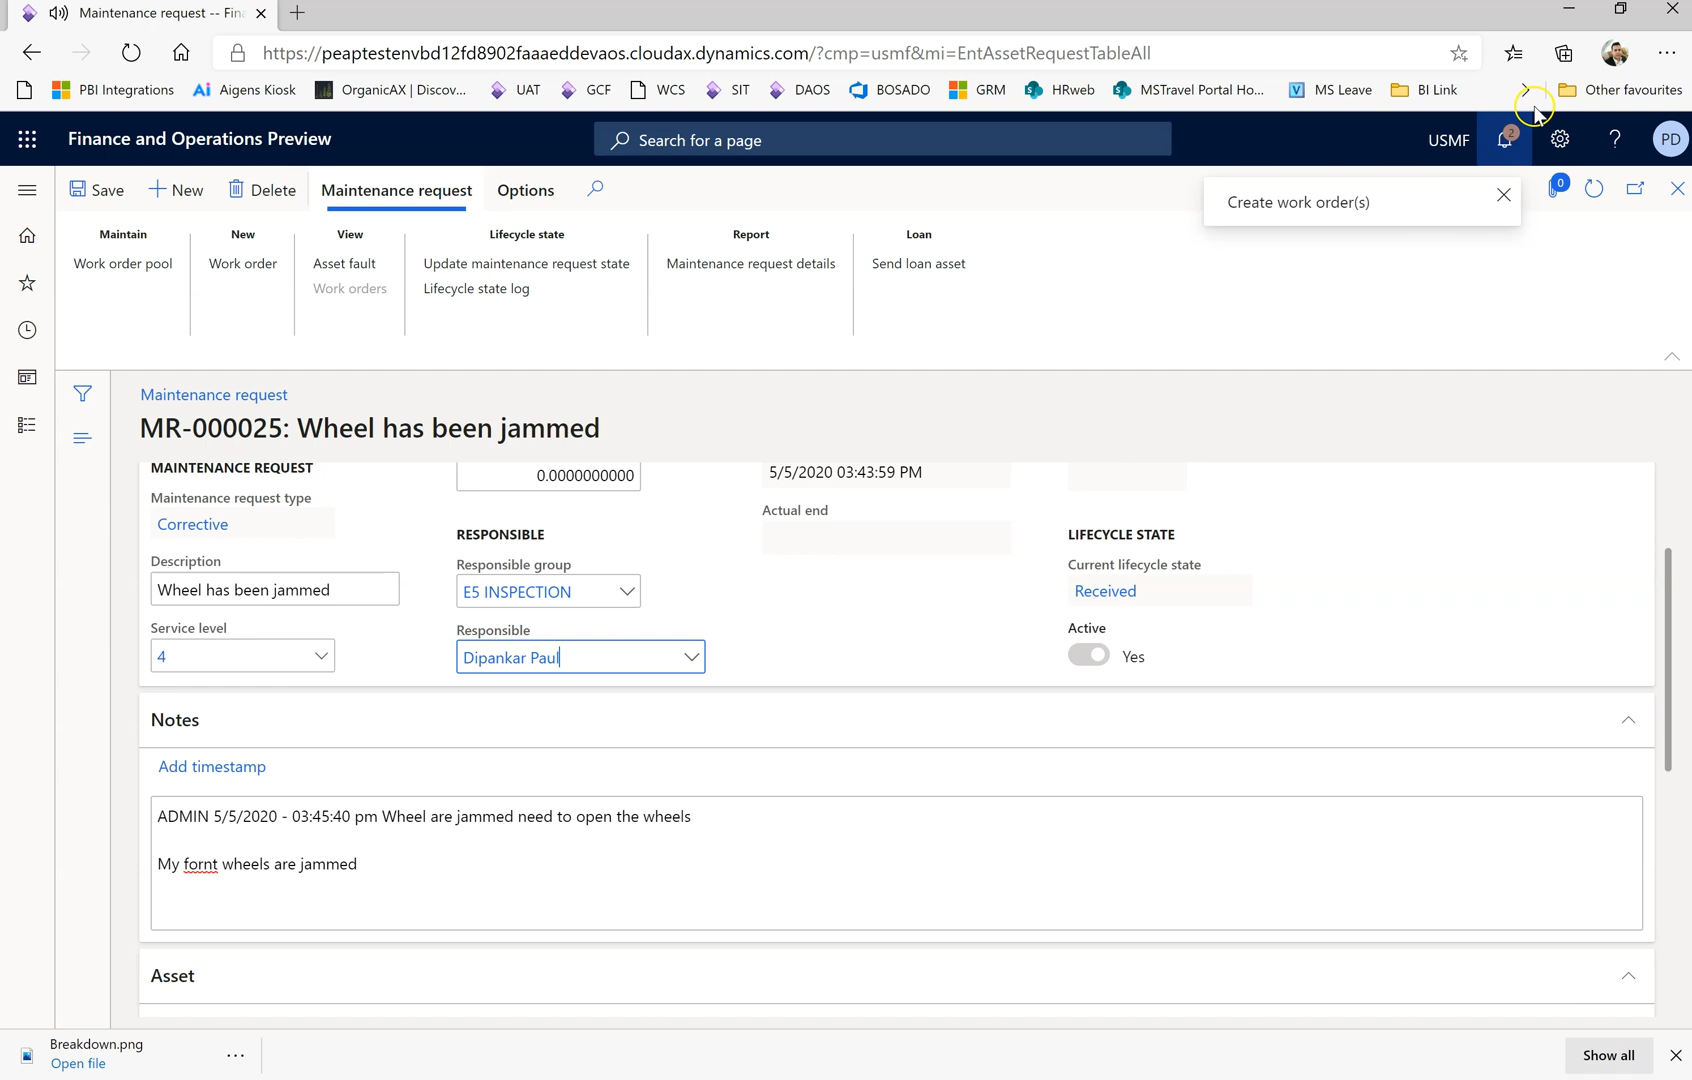 Maintenance request -- Fin
https://peaptestenvbd12fd8902faaaeddevaos.cloudax.dynamics.com/?cmp=usmf&mi=EntAssetRequestTableAll
PBI Integrations
Aigens Kiosk
OrganicAX | Discov...
UAT
GCF
WCS
SIT
DAOS
BOSADO
GRM
HRweb
MSTravel Portal Ho...
MS Leave
BI Link
Other favourites
Finance and Operations Preview
Search for a page
USMF
2
PD
Save
New
Delete
Maintenance request
Options
0
Create work order(s)
Maintain
New
View
Lifecycle state
Report
Loan
Work order pool
Work order
Asset fault
Update maintenance request state
Maintenance request details
Send loan asset
Work orders
Lifecycle state log
Maintenance request
MR-000025: Wheel has been jammed
MAINTENANCE REQUEST
Maintenance request type
Corrective
Description
Wheel has been jammed
Service level
4
0.0000000000
RESPONSIBLE
Responsible group
E5 INSPECTION
Responsible
Dipankar Paul
5/5/2020 03:43:59 PM
Actual end
LIFECYCLE STATE
Current lifecycle state
Received
Active
Yes
Notes
Add timestamp
ADMIN 5/5/2020 - 03:45:40 pm Wheel are jammed need to open the wheels
My fornt wheels are jammed
Asset
Breakdown.png
Open file
Show all